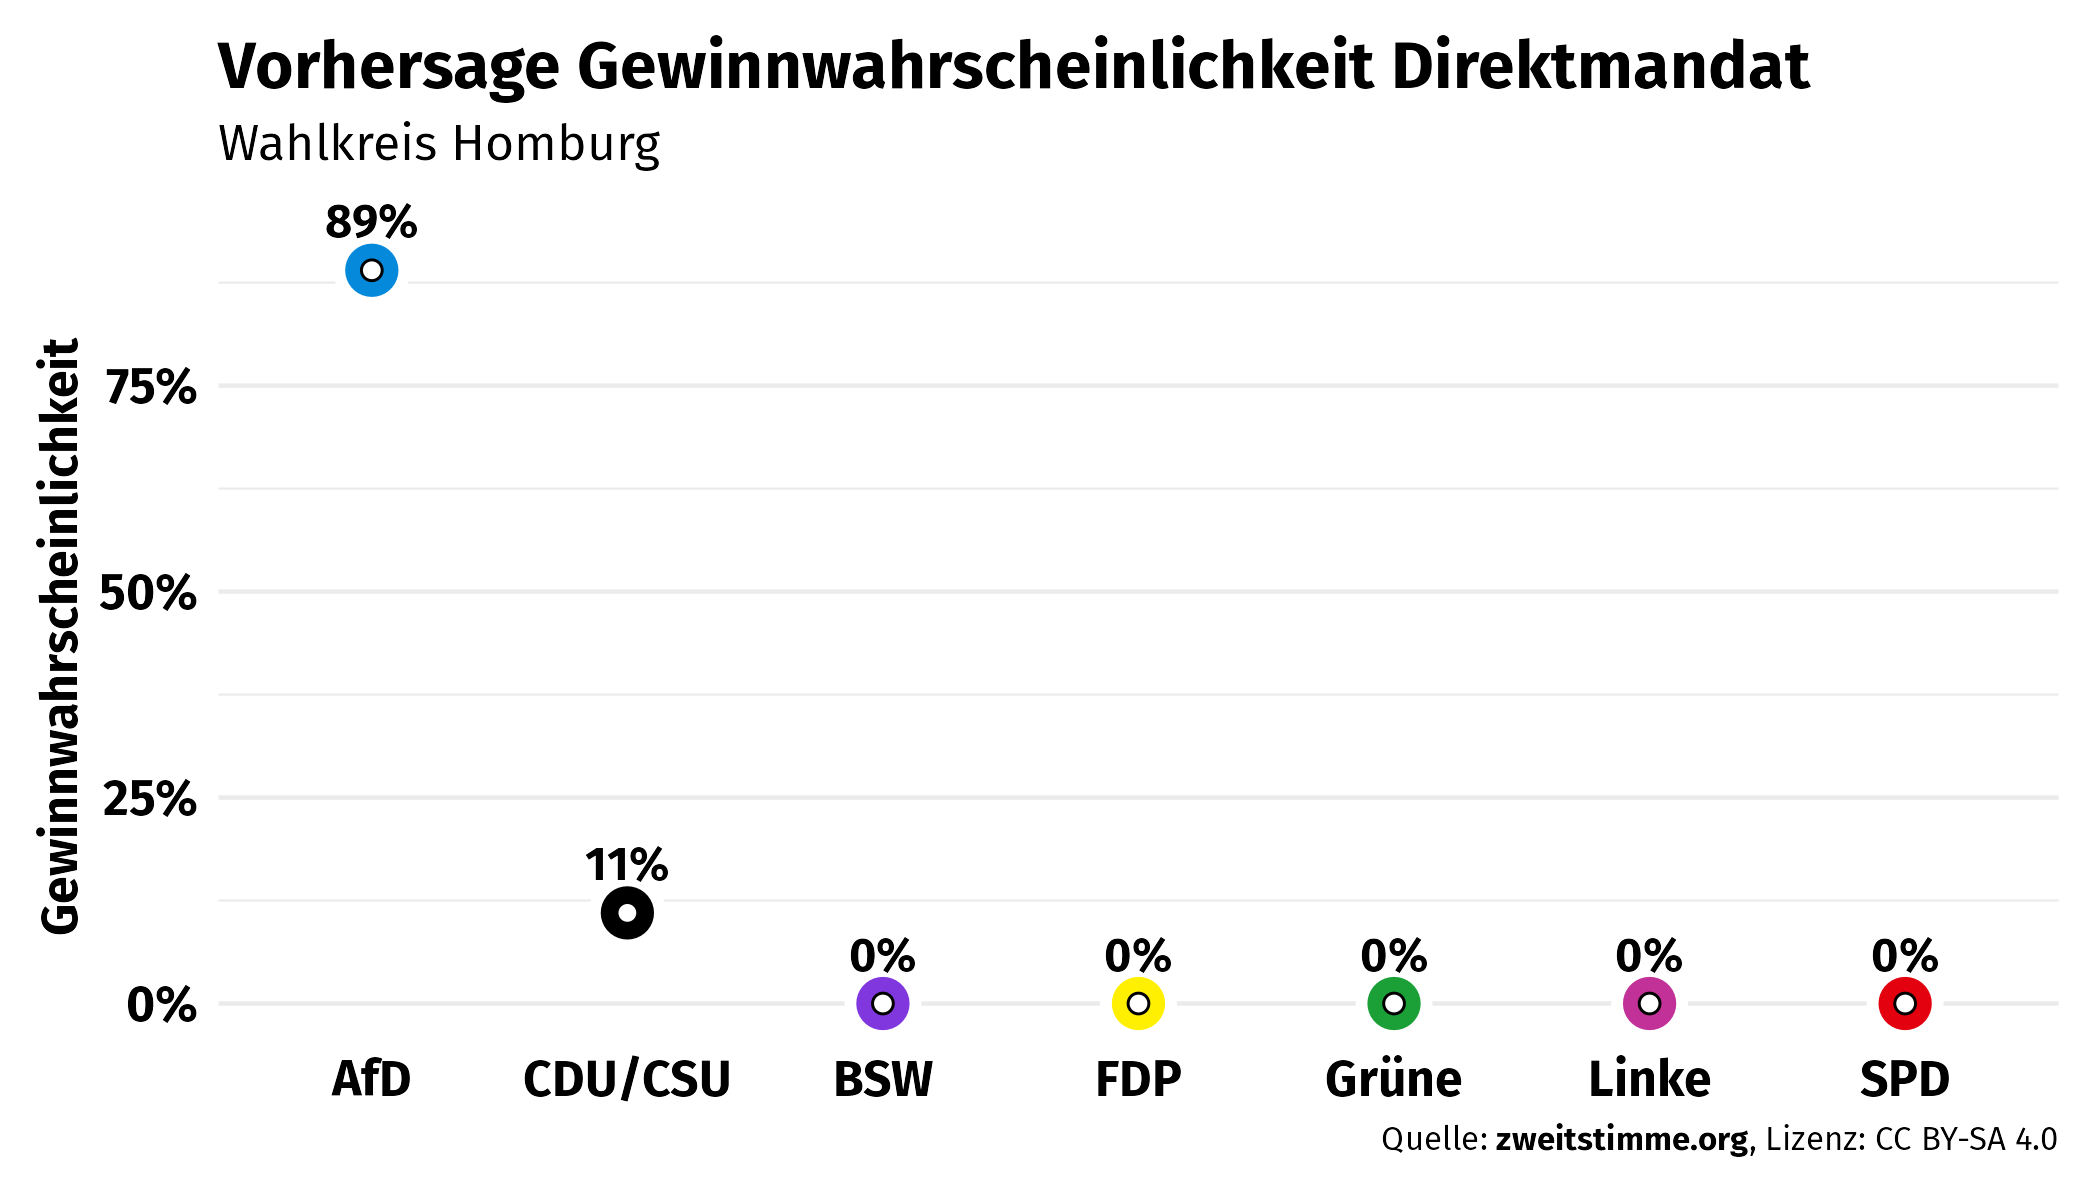 Vorhersage Gewinnwahrscheinlichkeit Direktmandat
Wahlkreis Homburg
Gewinnwahrscheinlichkeit
89%
75%
50%
25%
11%
0% 0% 0% 0% 0%
0%
AfD CDU/CSU BSW FDP Grüne Linke SPD
Quelle: zweitstimme.org, Lizenz: CC BY-SA 4.0